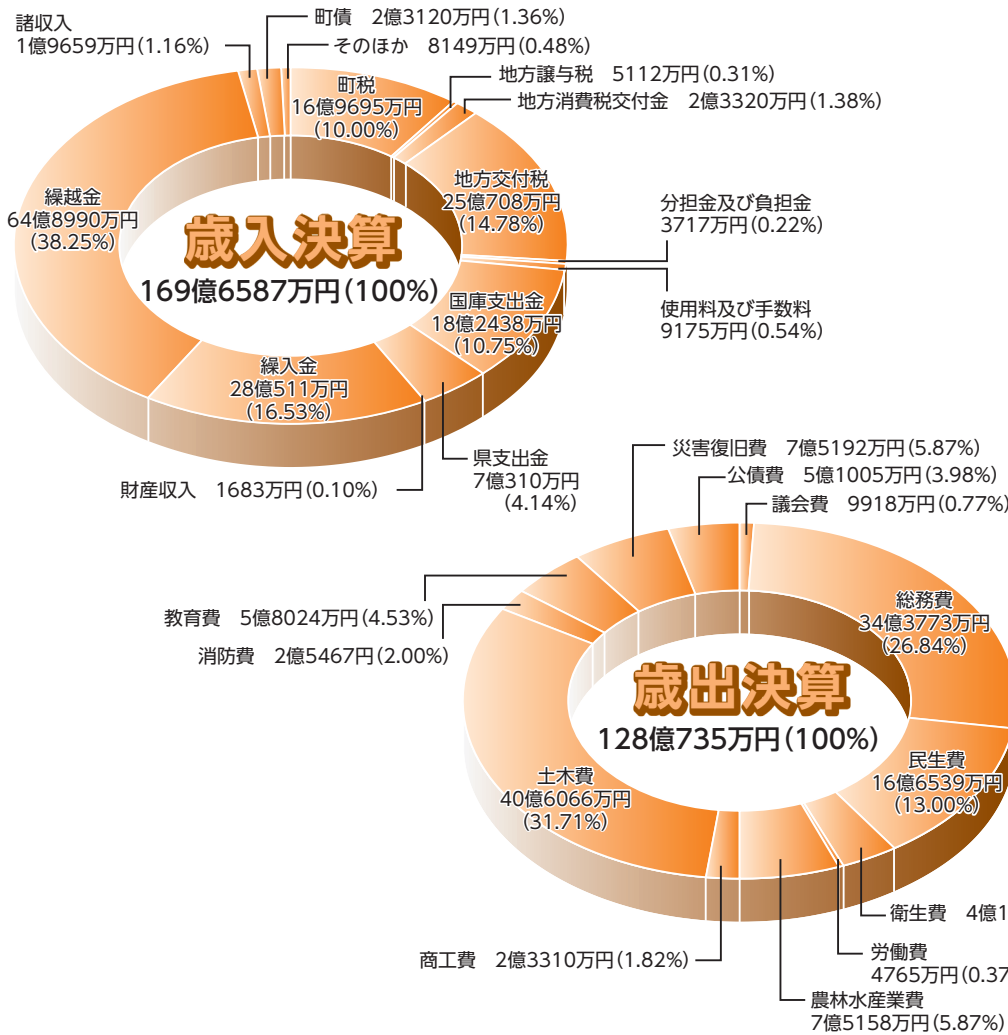 諸収入
1億9659万円(1.16%)
町債　2億3120万円(1.36%)
そのほか　8149万円(0.48%)
町税
16億9695万円
(10.00%)
地方譲与税　5112万円(0.31%)
地方消費税交付金　2億3320万円(1.38%)
地方交付税
25億708万円
(14.78%)
分担金及び負担金
3717万円(0.22%)
使用料及び手数料
9175万円(0.54%)
国庫支出金
18億2438万円
(10.75%)
県支出金
7億310万円
(4.14%)
財産収入　1683万円(0.10%)
繰入金
28億511万円
(16.53%)
繰越金
64億8990万円
(38.25%)
歳入決算
169億6587万円(100%)
災害復旧費　7億5192万円(5.87%)
公債費　5億1005万円(3.98%)
議会費　9918万円(0.77%)
総務費
34億3773万円
(26.84%)
民生費
16億6539万円
(13.00%)
衛生費　4億1
労働費
4765万円(0.37
農林水産業費
7億5158万円(5.87%)
商工費　2億3310万円(1.82%)
土木費
40億6066万円
(31.71%)
消防費　2億5467円(2.00%)
教育費　5億8024万円(4.53%)
歳出決算
128億735万円(100%)